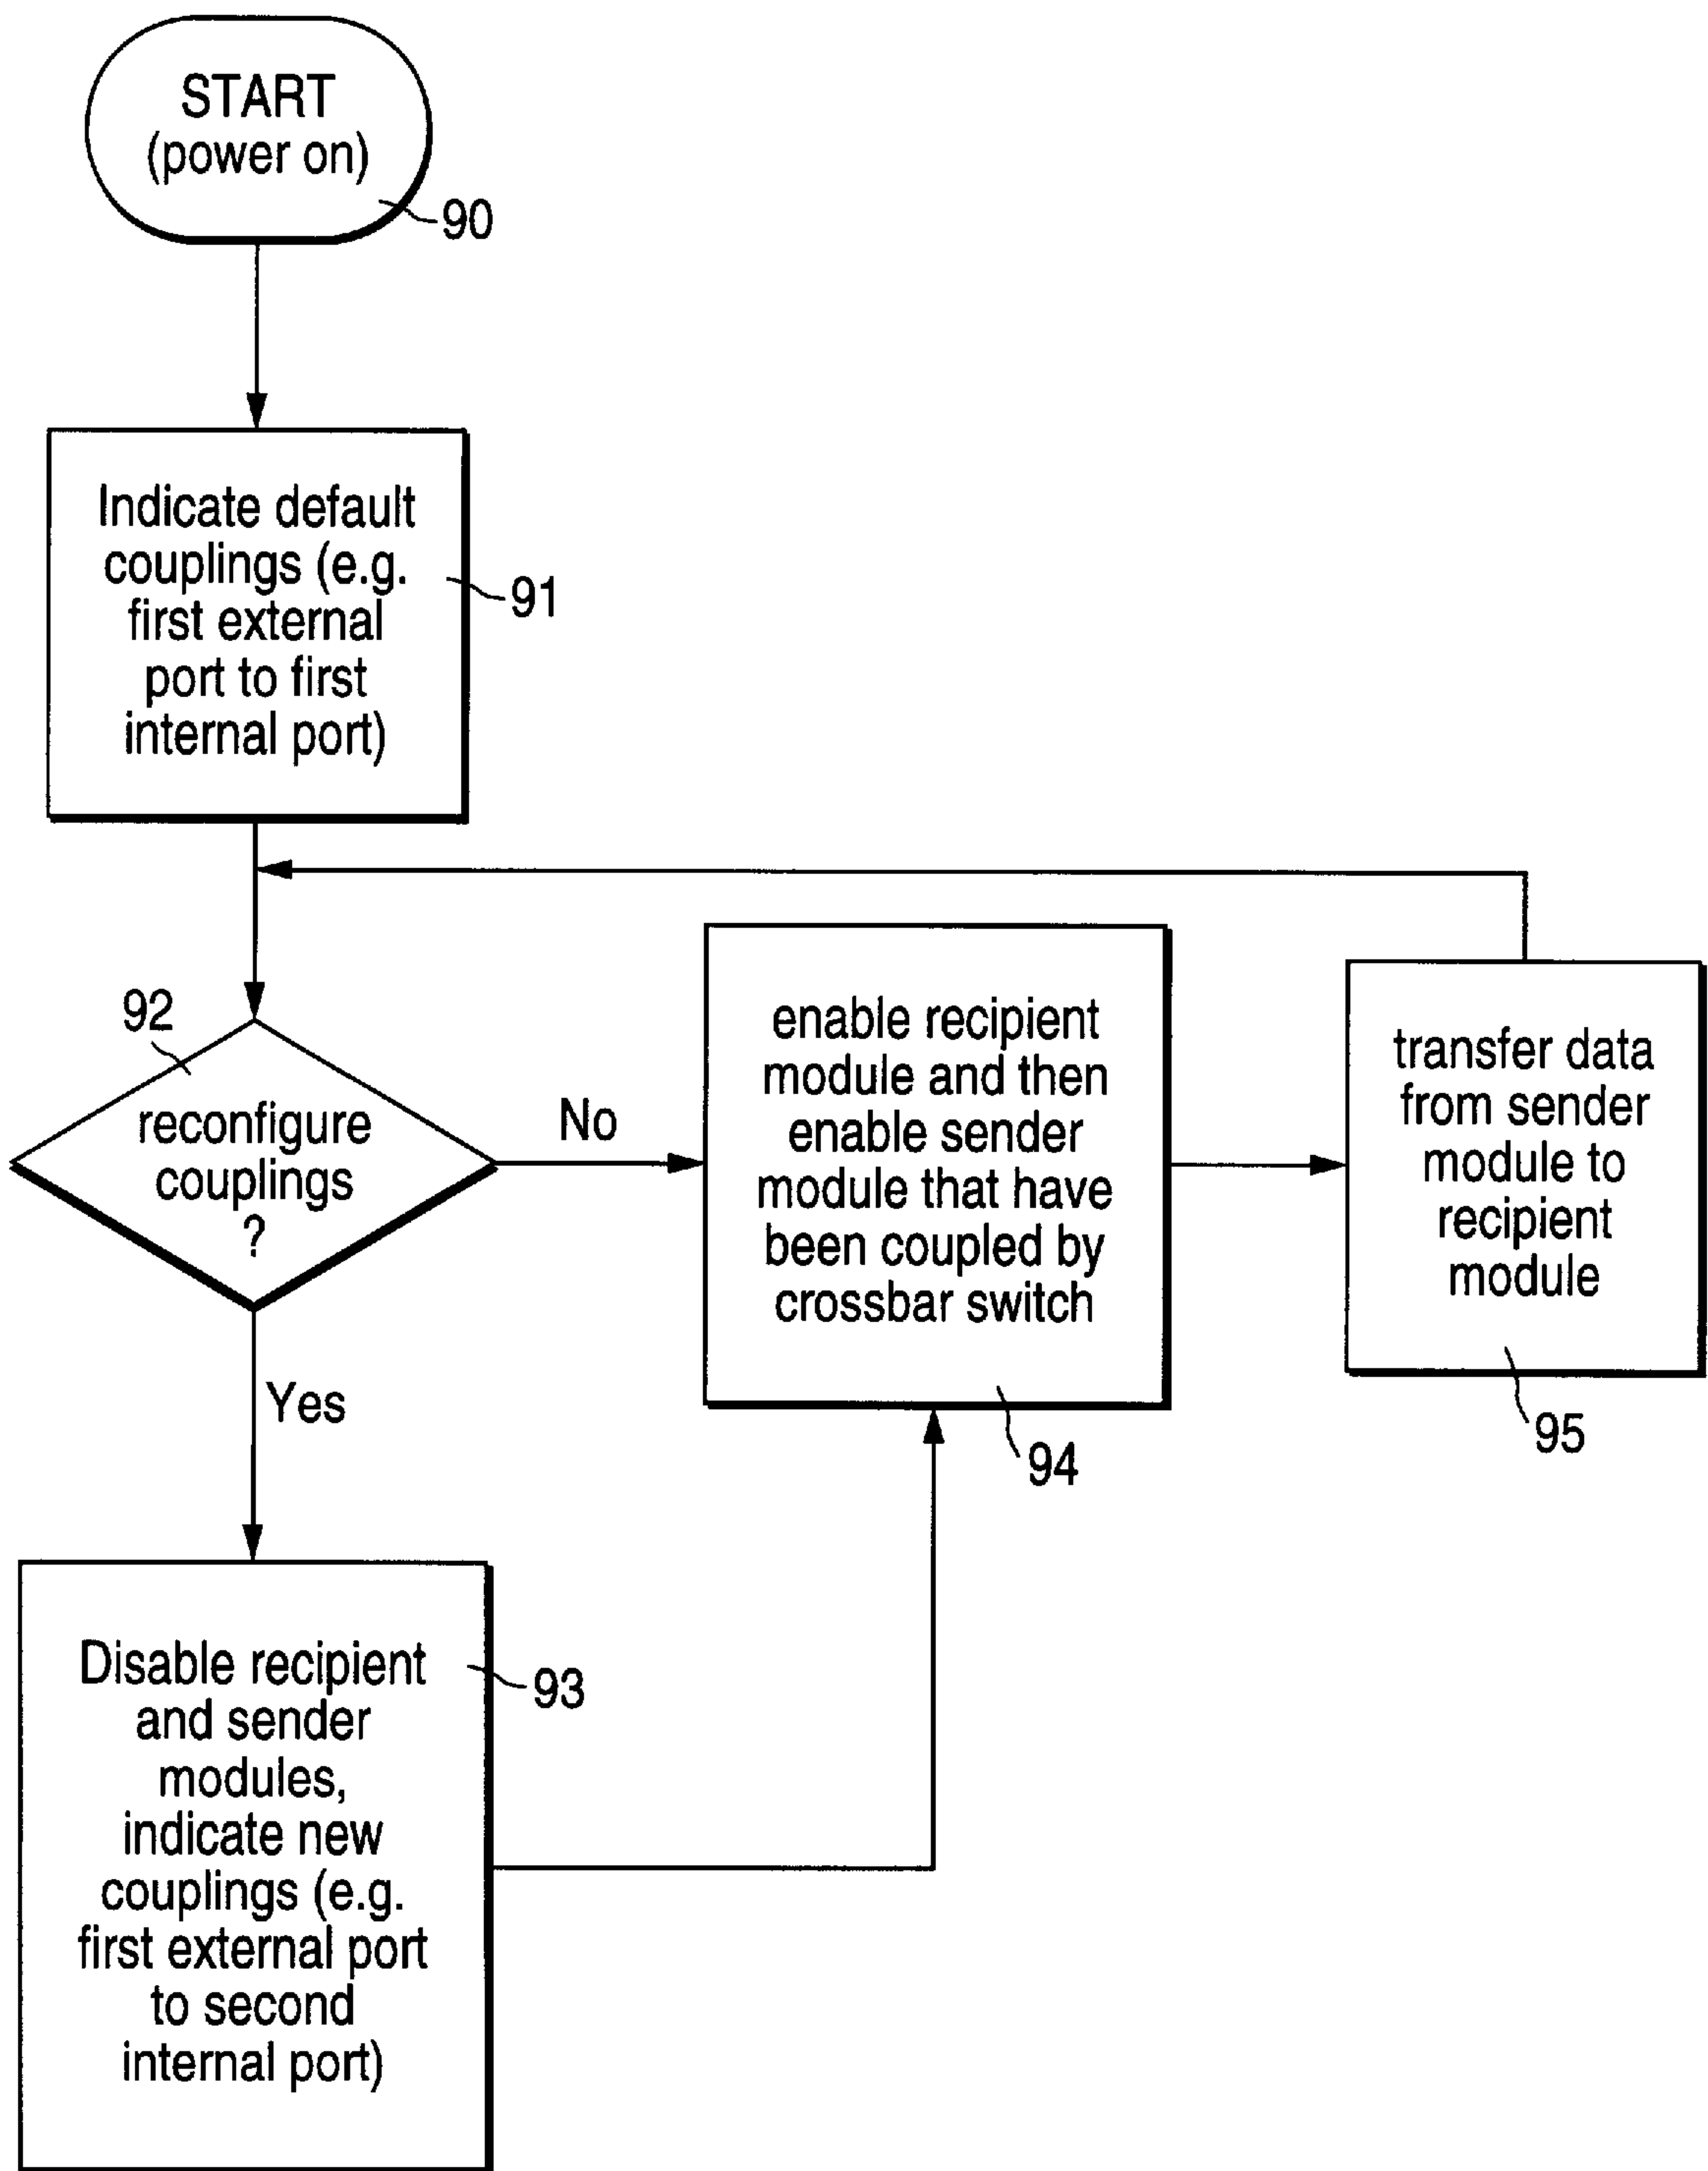 START
(power on)
90
Indicate default
couplings (e.g.
first external
port to first
internal port)
91
92
reconfigure
couplings
?
No
Yes
enable recipient
module and then
enable sender
module that have
been coupled by
crossbar switch
94
transfer data
from sender
module to
recipient
module
95
Disable recipient
and sender
modules,
indicate new
couplings (e.g.
first external port
to second
internal port)
93